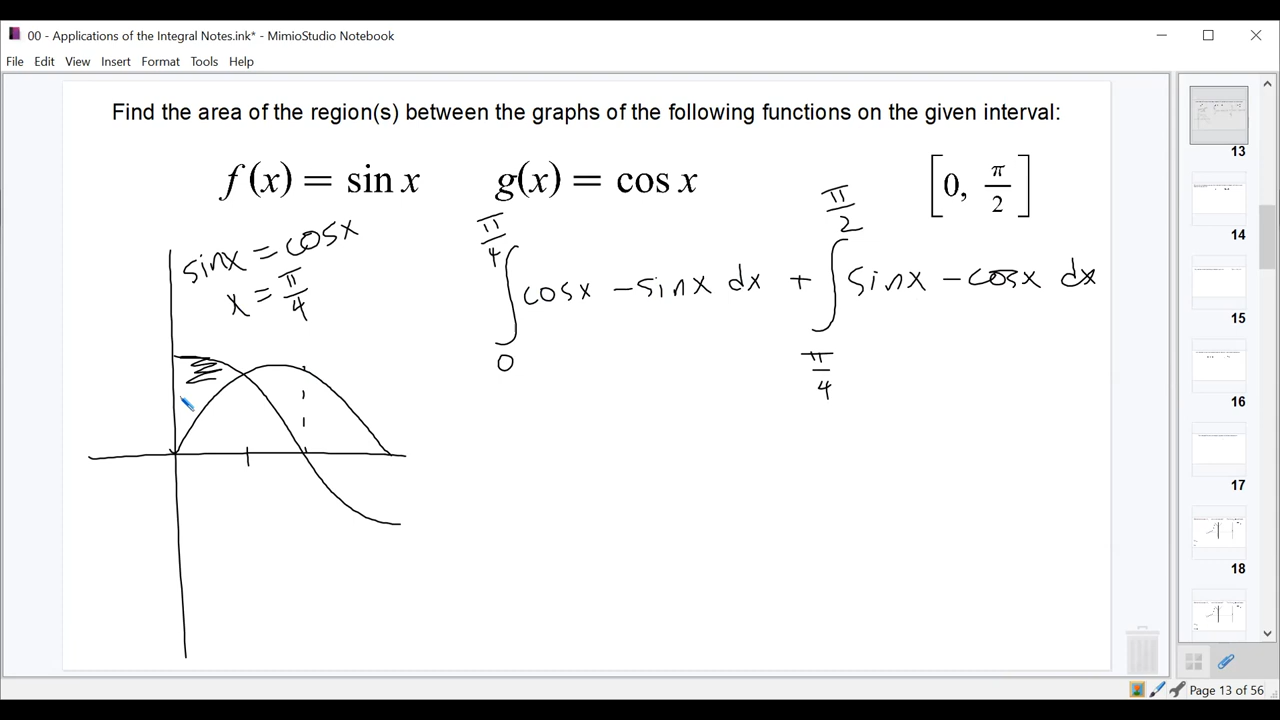 00 - Applications of the Integral Notes.ink* - MimioStudio Notebook
File Edit View Insert Format Tools Help
Find the area of the region(s) between the graphs of the following functions on the given interval:
f(x) = sin x g(x) = cos x [0, π/2]
sinx = cosx
x = π/4
∫₀^(π/4) cosx - sinx dx + ∫_(π/4)^(π/2) sinx - cosx dx
13
14
15
16
17
18
Page 13 of 56